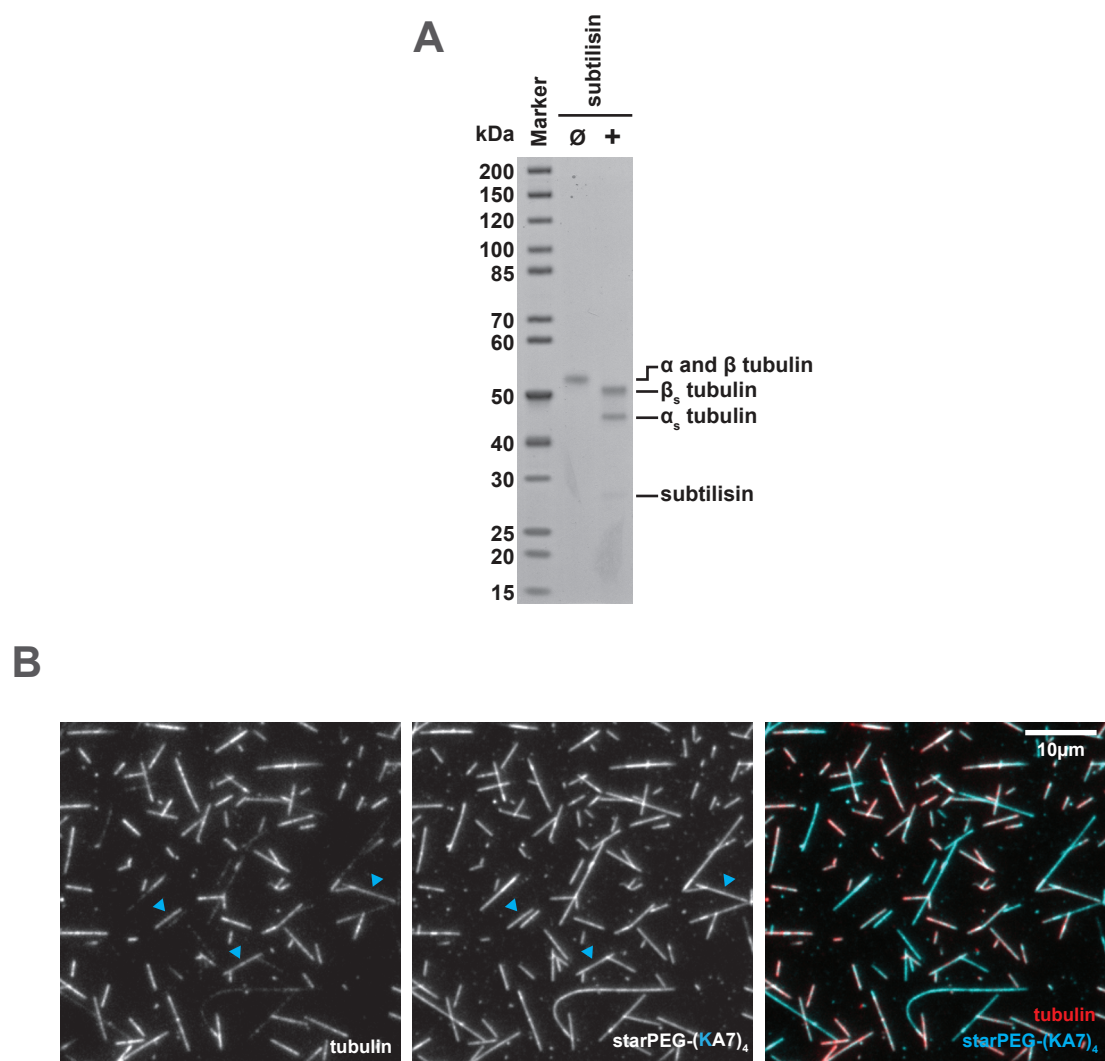 A
subtilisin
Marker
kDa
Ø
+
200
150
120
100
85
70
60
50
40
30
25
20
15
α and β tubulin
βₛ tubulin
αₛ tubulin
subtilisin
B
tubulin
starPEG-(KA7)₄
10μm
tubulin
starPEG-(KA7)₄